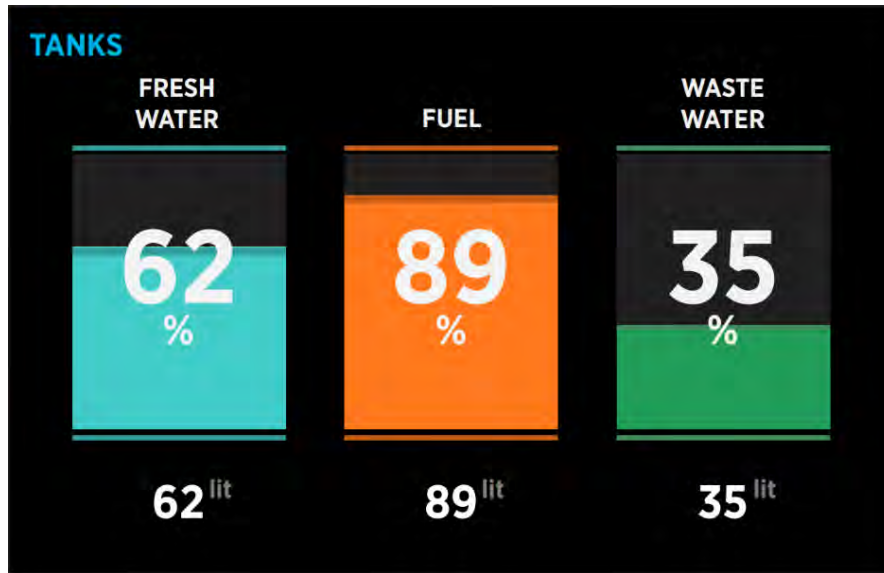 TANKS
FRESH
WATER
62
%
62 lit
FUEL
89
%
89 lit
WASTE
WATER
35
%
35 lit